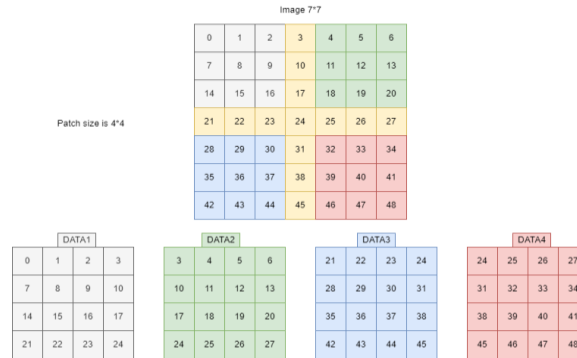 Image 7*7
0 1 2 3 4 5 6
7 8 9 10 11 12 13
14 15 16 17 18 19 20
Patch size is 4*4
21 22 23 24 25 26 27
28 29 30 31 32 33 34
35 36 37 38 39 40 41
42 43 44 45 46 47 48
DATA1
0 1 2 3
7 8 9 10
14 15 16 17
21 22 23 24
DATA2
3 4 5 6
10 11 12 13
17 18 19 20
24 25 26 27
DATA3
21 22 23 24
28 29 30 31
35 36 37 38
42 43 44 45
DATA4
24 25 26 27
31 32 33 34
38 39 40 41
45 46 47 48